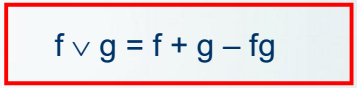 f ∨ g = f + g – fg